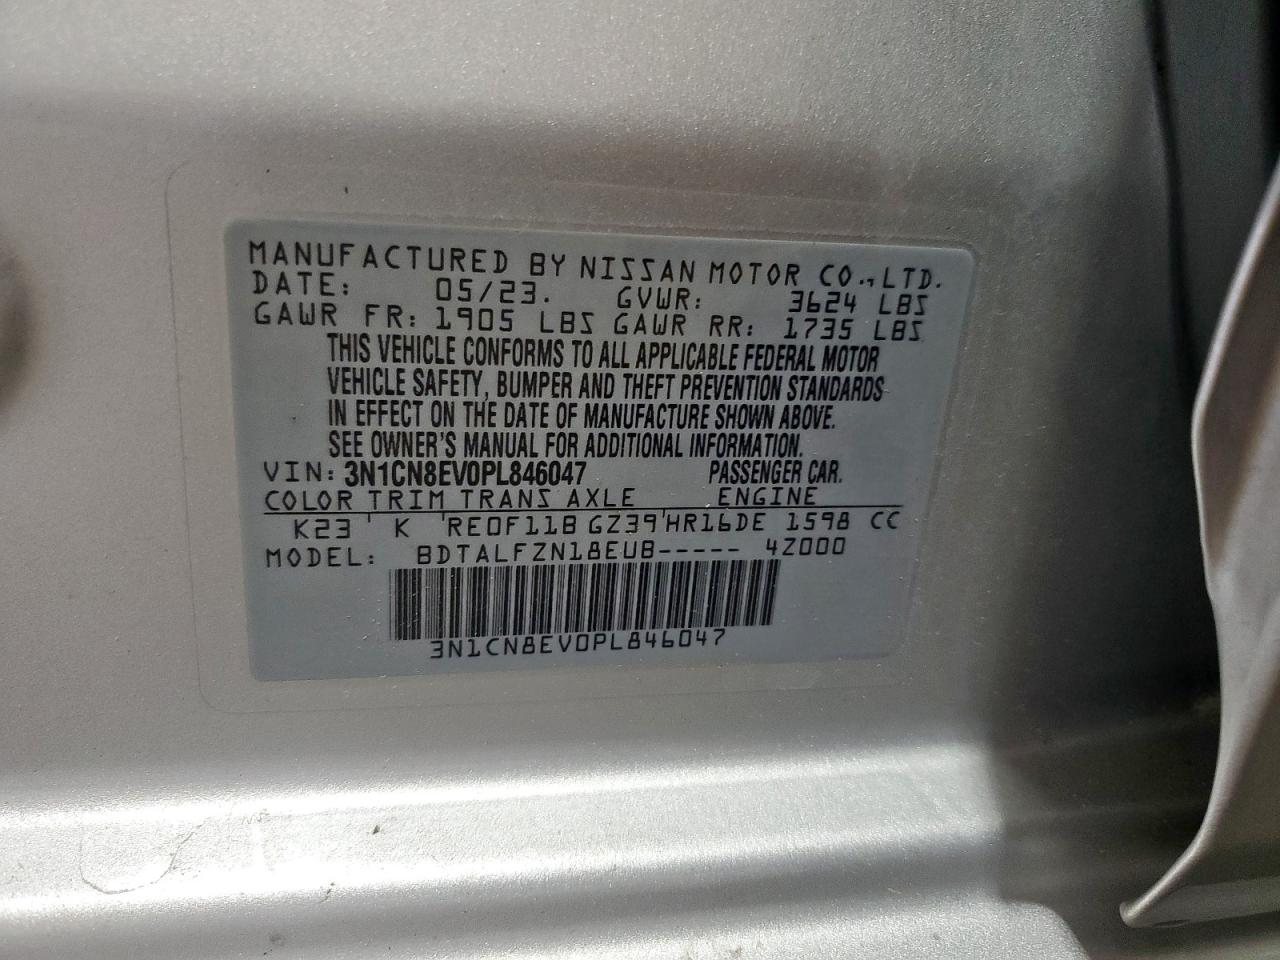 MANUFACTURED BY NISSAN MOTOR CO.,LTD.
DATE: 05/23. GVWR: 3624 LBS
GAWR FR: 1905 LBS GAWR RR: 1735 LBS
THIS VEHICLE CONFORMS TO ALL APPLICABLE FEDERAL MOTOR
VEHICLE SAFETY, BUMPER AND THEFT PREVENTION STANDARDS
IN EFFECT ON THE DATE OF MANUFACTURE SHOWN ABOVE.
SEE OWNER'S MANUAL FOR ADDITIONAL INFORMATION.
VIN: 3N1CN8EV0PL846047 PASSENGER CAR.
COLOR TRIM TRANS AXLE ENGINE
K23 K RE0F11B GZ39 HR16DE 1598 CC
MODEL: BDTALFZN18EUB----- 4Z000
3N1CN8EV0PL846047